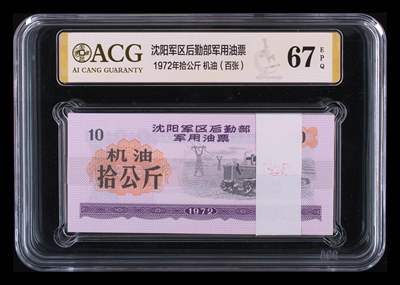 ACG
AI CANG GUARANTY
沈阳军区后勤部军用油票
1972年拾公斤 机油（百张）
67
EPQ
10
沈阳军区后勤部
军用油票
机油
拾公斤
1972
ACG